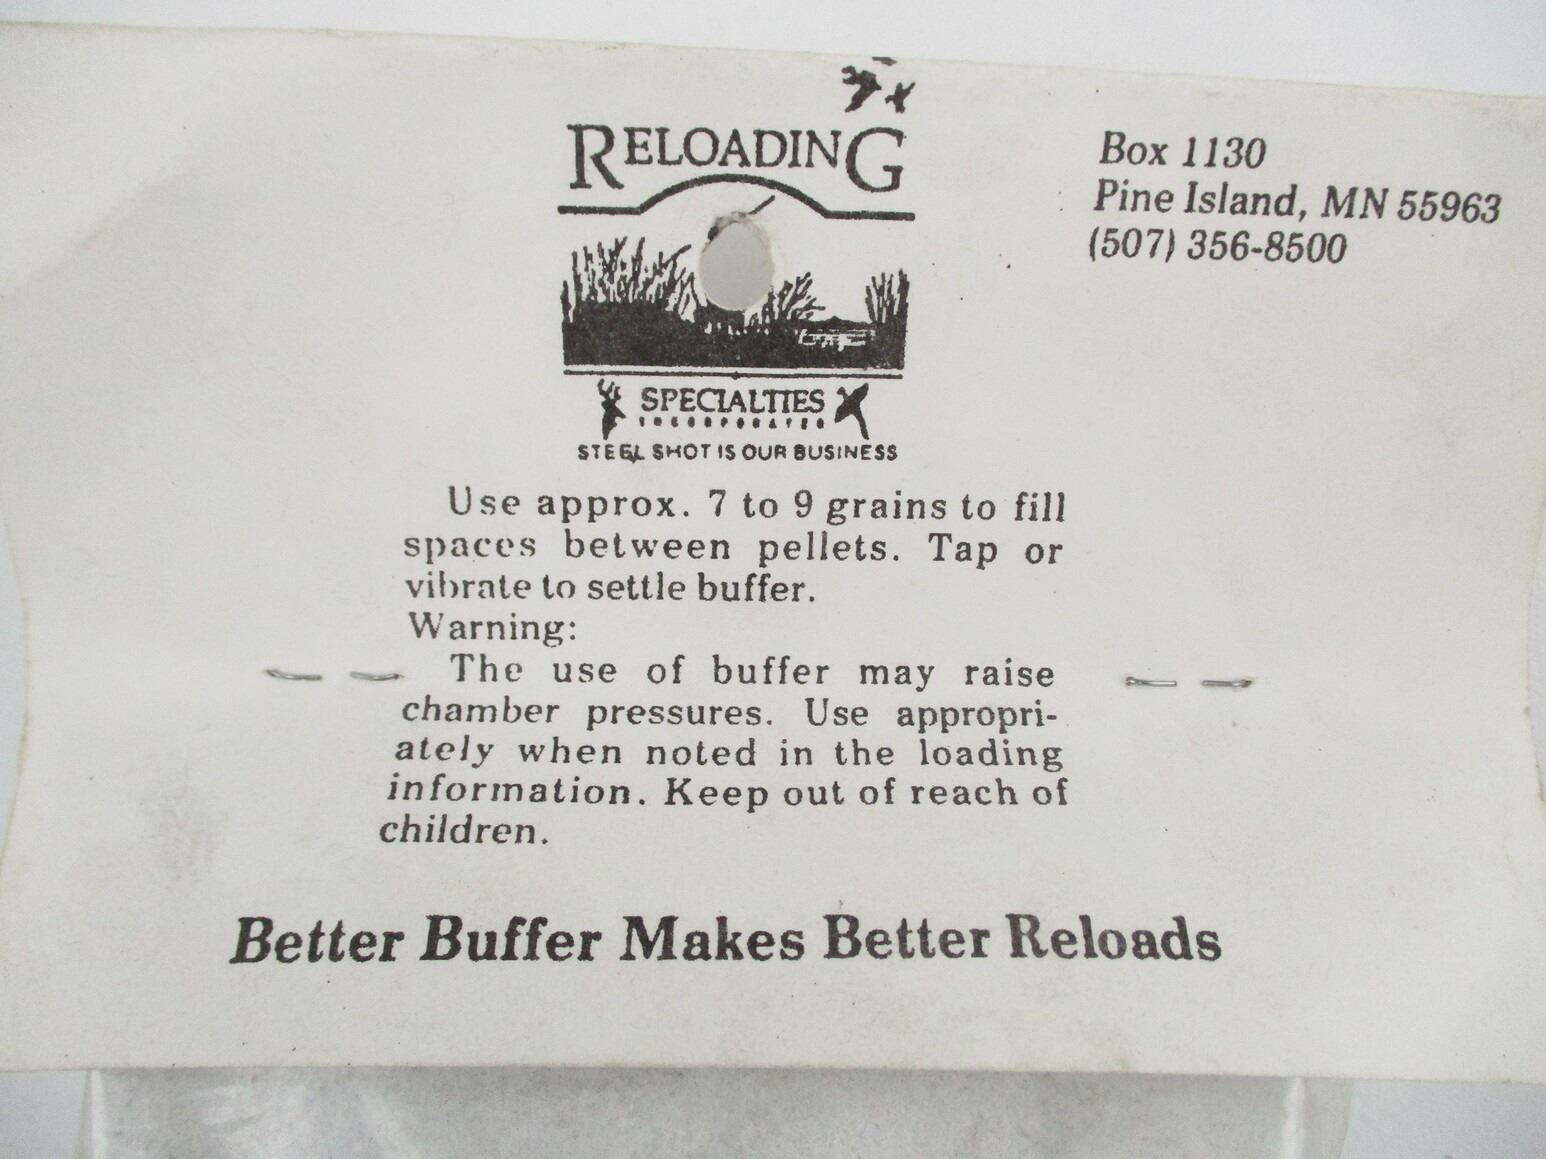 RELOADING
SPECIALTIES
INCORPORATED
STEEL SHOT IS OUR BUSINESS
Box 1130
Pine Island, MN 55963
(507) 356-8500
Use approx. 7 to 9 grains to fill
spaces between pellets. Tap or
vibrate to settle buffer.
Warning:
The use of buffer may raise
chamber pressures. Use appropri-
ately when noted in the loading
information. Keep out of reach of
children.
Better Buffer Makes Better Reloads